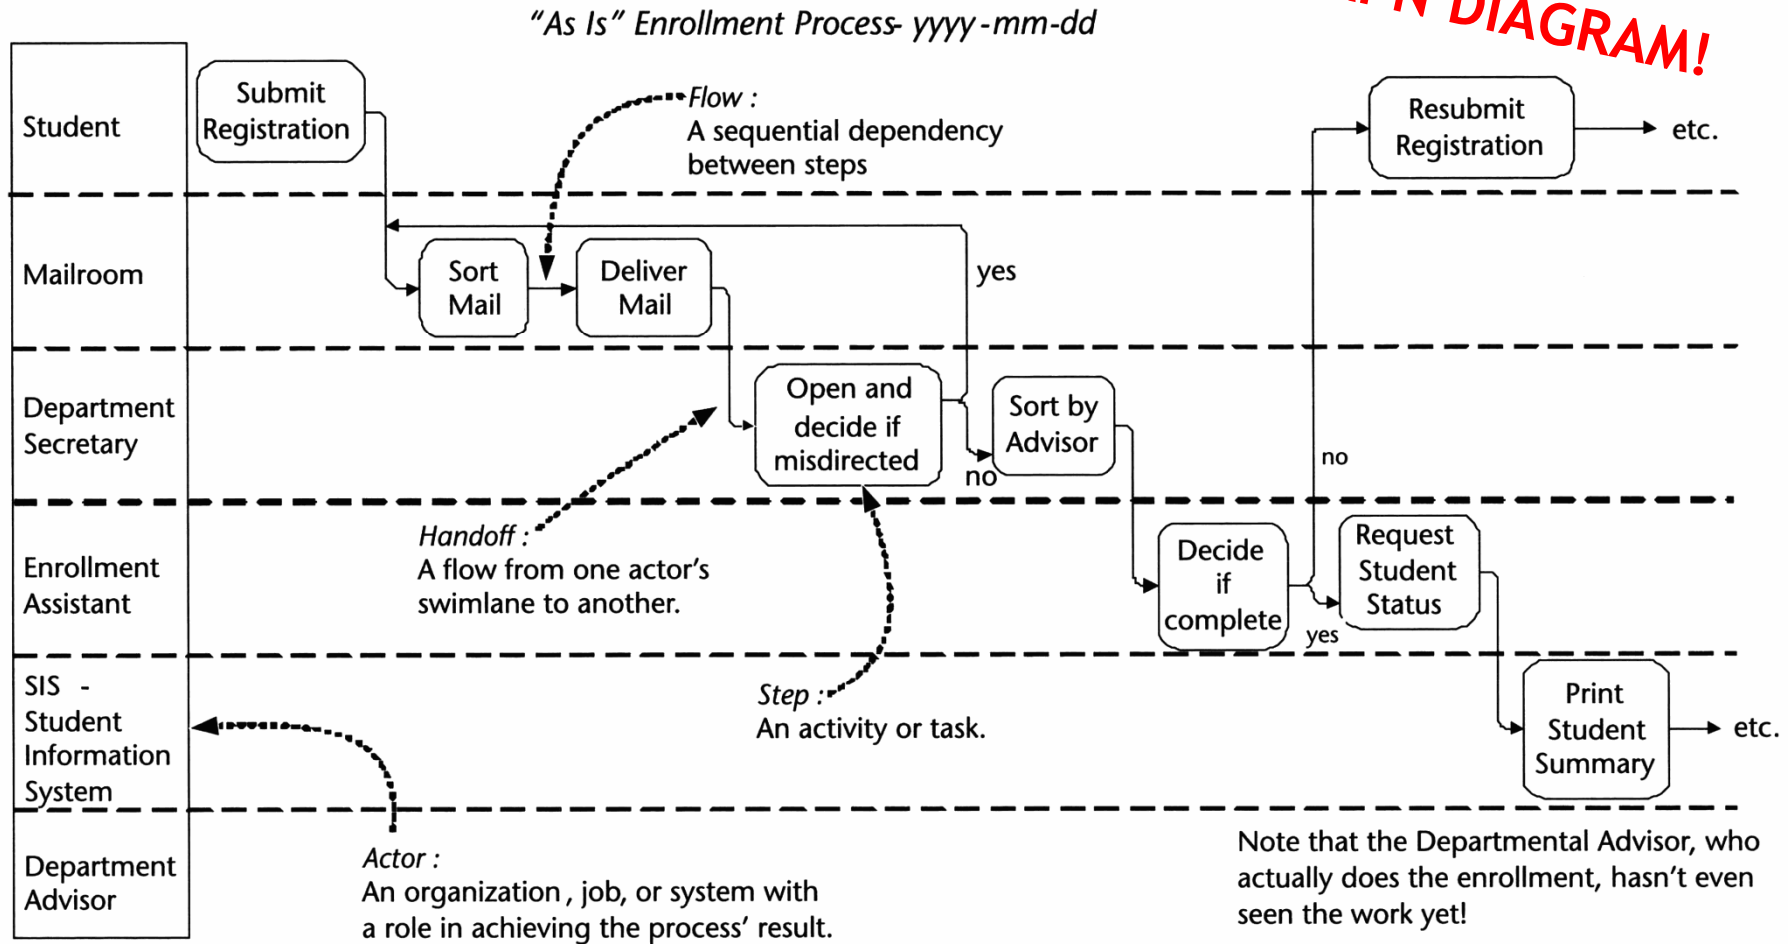 "As Is" Enrollment Process- yyyy-mm-dd
DIAGRAM!
Student
Submit
Registration
Flow :
A sequential dependency
between steps
Resubmit
Registration
etc.
Mailroom
Sort
Mail
Deliver
Mail
yes
Department
Secretary
Open and
decide if
misdirected
no
Sort by
Advisor
no
Handoff :
A flow from one actor's
swimlane to another.
Enrollment
Assistant
Decide
if
complete
yes
Request
Student
Status
SIS -
Student
Information
System
Step :
An activity or task.
Print
Student
Summary
etc.
Department
Advisor
Actor :
An organization, job, or system with
a role in achieving the process' result.
Note that the Departmental Advisor, who
actually does the enrollment, hasn't even
seen the work yet!